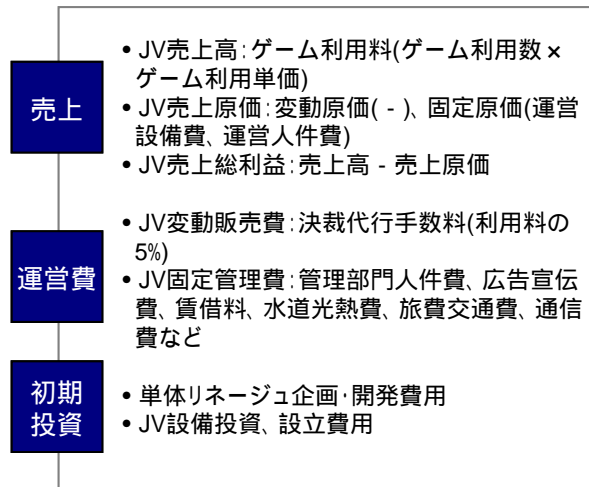 売上
• JV売上高：ゲーム利用料(ゲーム利用数×
ゲーム利用単価)
• JV売上原価：変動原価( - )、固定原価(運営
設備費、運営人件費)
• JV売上総利益：売上高 - 売上原価
運営費
• JV変動販売費：決裁代行手数料(利用料の
5%)
• JV固定管理費：管理部門人件費、広告宣伝
費、賃借料、水道光熱費、旅費交通費、通信
費など
初期
投資
• 単体リネージュ企画･開発費用
• JV設備投資、設立費用